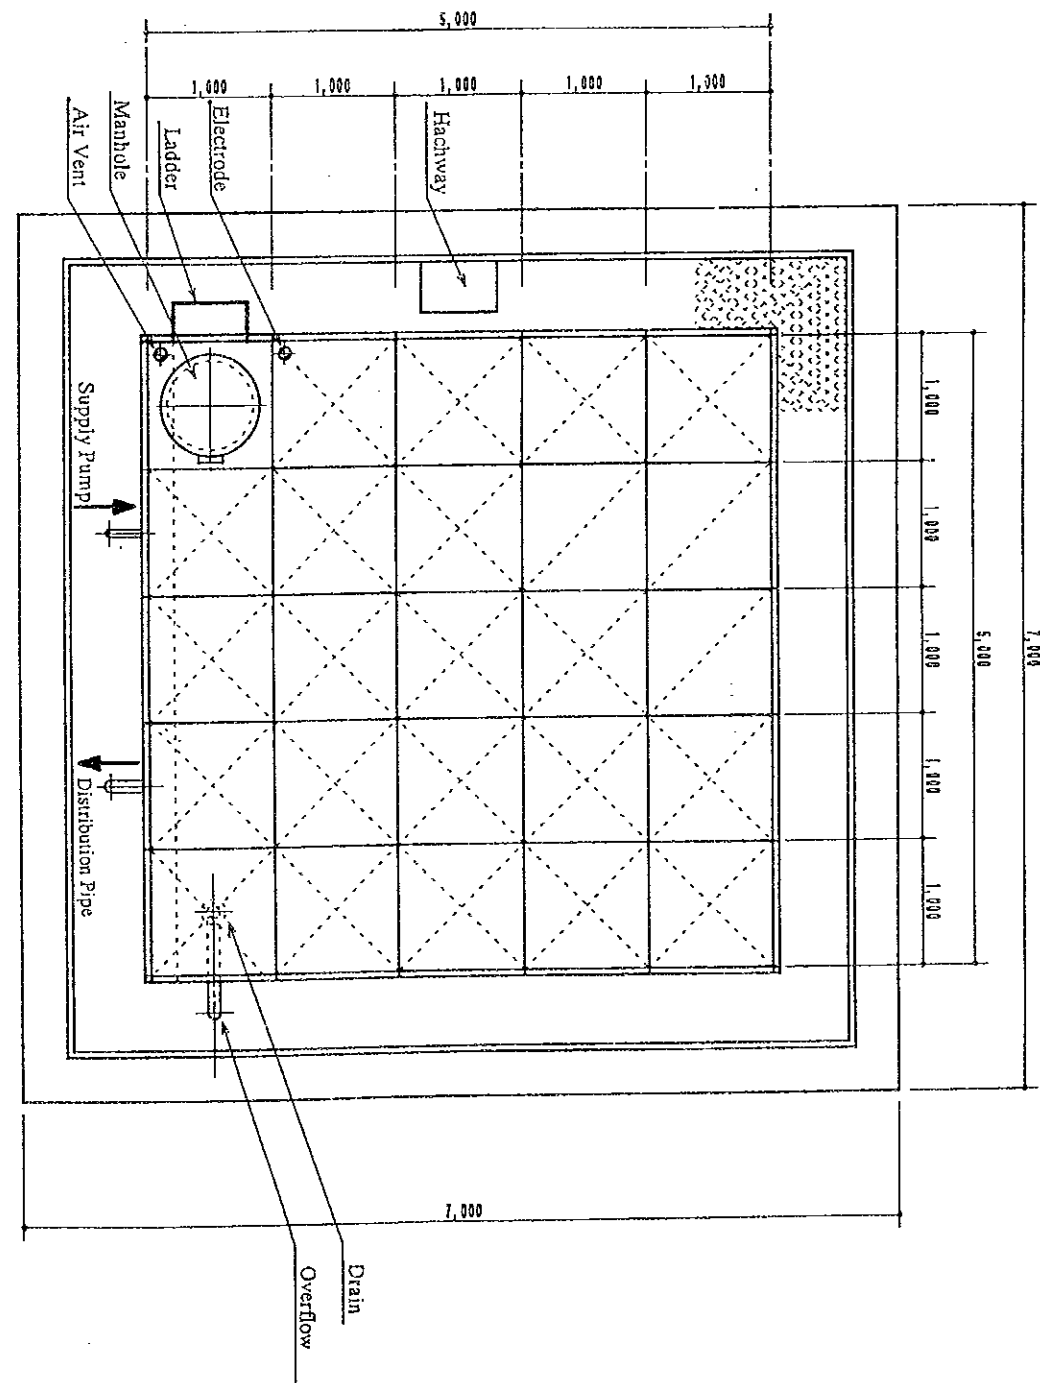 5,000
1,000
1,000
1,000
1,000
1,000
Air Vent
Manhole
Ladder
Electrode
Hachway
Supply Pump
Distribution Pipe
1,000
1,000
1,000
1,000
1,000
5,000
7,000
7,000
Drain
Overflow